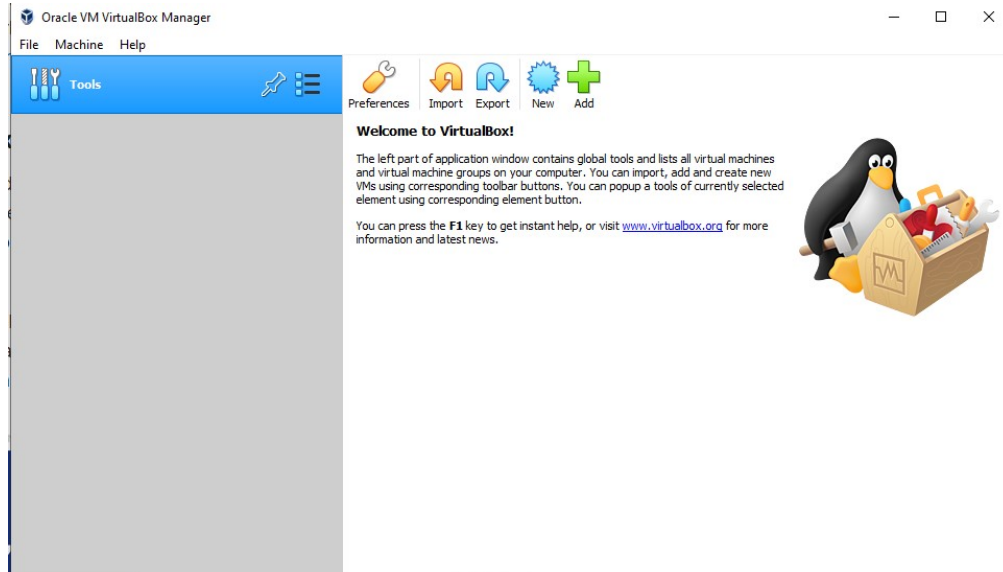 Oracle VM VirtualBox Manager
File Machine Help
Tools
Preferences Import Export New Add
Welcome to VirtualBox!
The left part of application window contains global tools and lists all virtual machines
and virtual machine groups on your computer. You can import, add and create new
VMs using corresponding toolbar buttons. You can popup a tools of currently selected
element using corresponding element button.
You can press the F1 key to get instant help, or visit www.virtualbox.org for more
information and latest news.